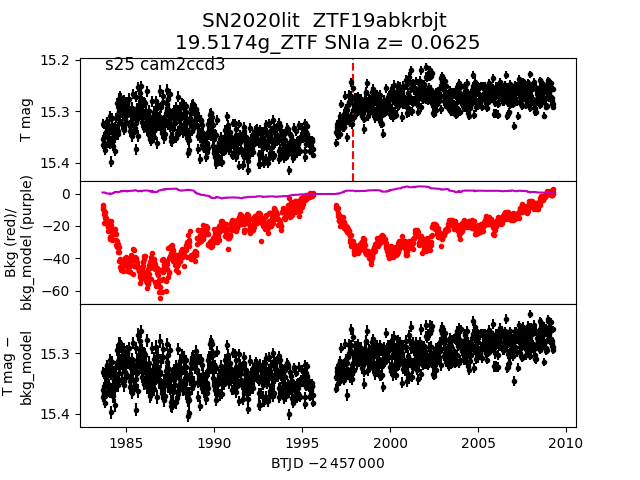 SN2020lit  ZTF19abkrbjt
19.5174g_ZTF SNIa z= 0.0625
s25 cam2ccd3
T mag
15.2
15.3
15.4
Bkg (red)/
bkg_model (purple)
0
−20
−40
−60
T mag −
bkg_model
15.3
15.4
1985 1990 1995 2000 2005 2010
BTJD −2 457 000